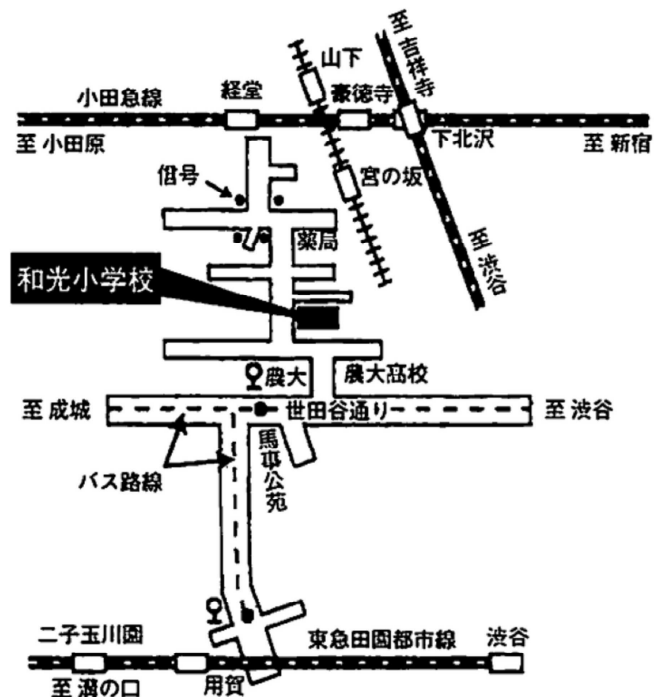 至吉祥寺
山下
小田急線
経堂
豪徳寺
至小田原
下北沢
至新宿
信号
宮の坂
薬局
至渋谷
和光小学校
農大
農大高校
至成城
世田谷通り
至渋谷
馬事公苑
バス路線
二子玉川園
東急田園都市線
渋谷
至溝の口
用賀